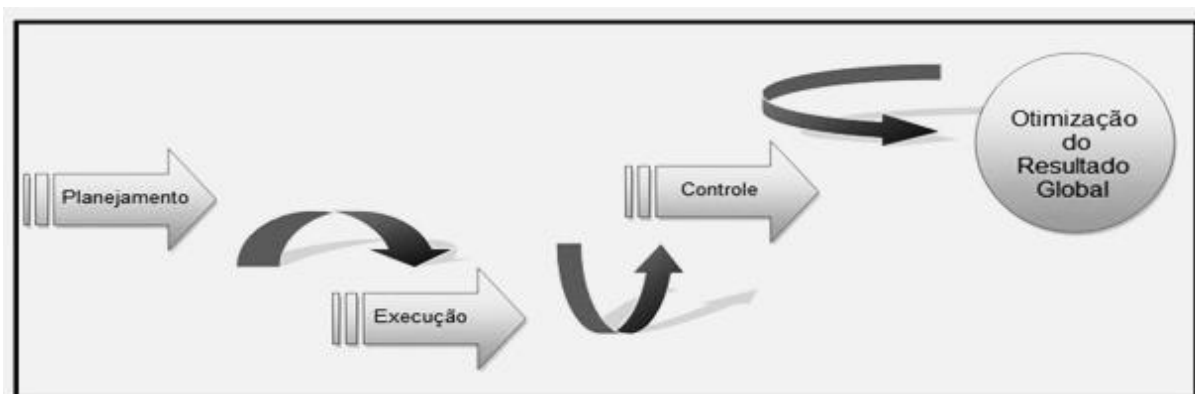 Planejamento
Execução
Controle
Otimização
do
Resultado
Global